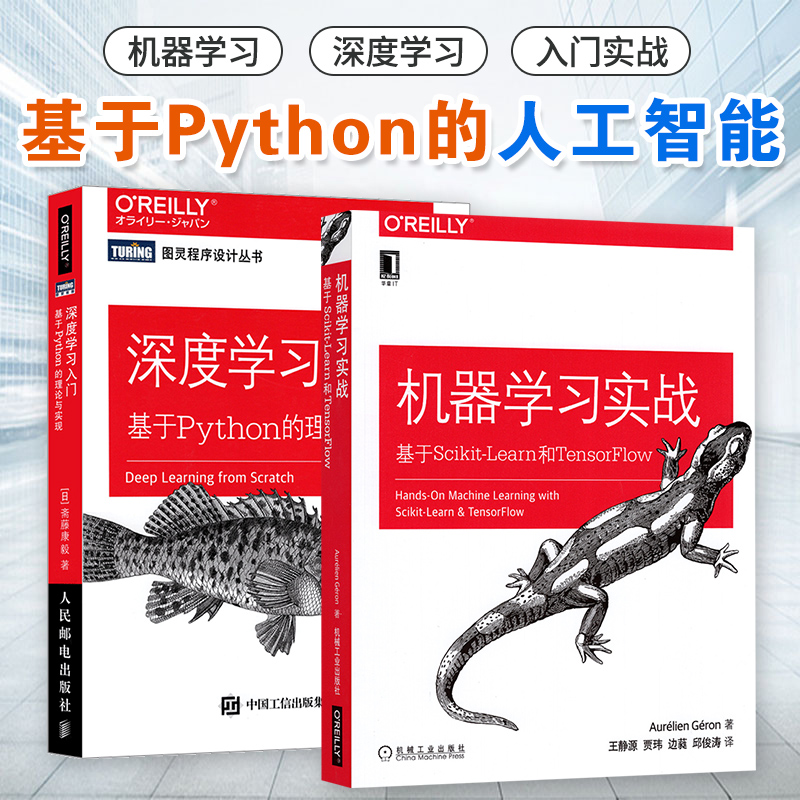 机器学习
深度学习
入门实战
基于Python的人工智能
O'REILLY
TURING
深度学习入门
基于Python的理论与实现
[日]斋藤康毅 著
人民邮电出版社
O'REILLY®
オライリー・ジャパン
TURING 图灵程序设计丛书
深度学习
基于Python的理
Deep Learning from Scratch
中国工信出版集
机器学习实战
基于Scikit-Learn和TensorFlow
Aurélien Géron 著
机械工业出版社
O'REILLY®
O'REILLY®
华章IT
机器学习实战
基于Scikit-Learn和TensorFlow
Hands-On Machine Learning with
Scikit-Learn & TensorFlow
Aurélien Géron 著
王静源 贾玮 边蕤 邱俊涛 译
机械工业出版社
China Machine Press